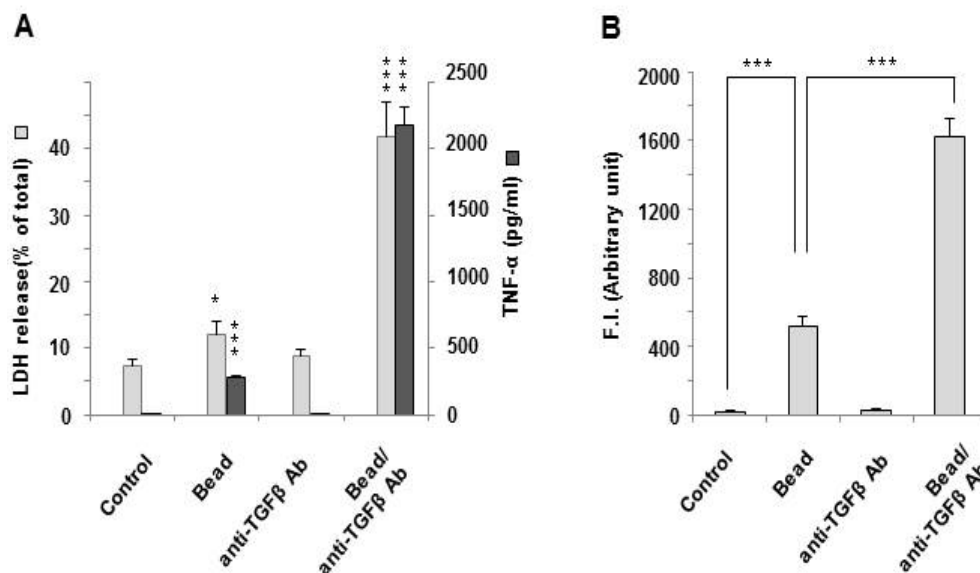 A
LDH release(% of total)
40
30
20
10
0
*
***
***
***
2500
2000
1500
1000
500
0
TNF-α (pg/ml)
Control
Bead
anti-TGFβ Ab
Bead/
anti-TGFβ Ab
B
F.I. (Arbitrary unit)
2000
1600
1200
800
400
0
***
***
Control
Bead
anti-TGFβ Ab
Bead/
anti-TGFβ Ab